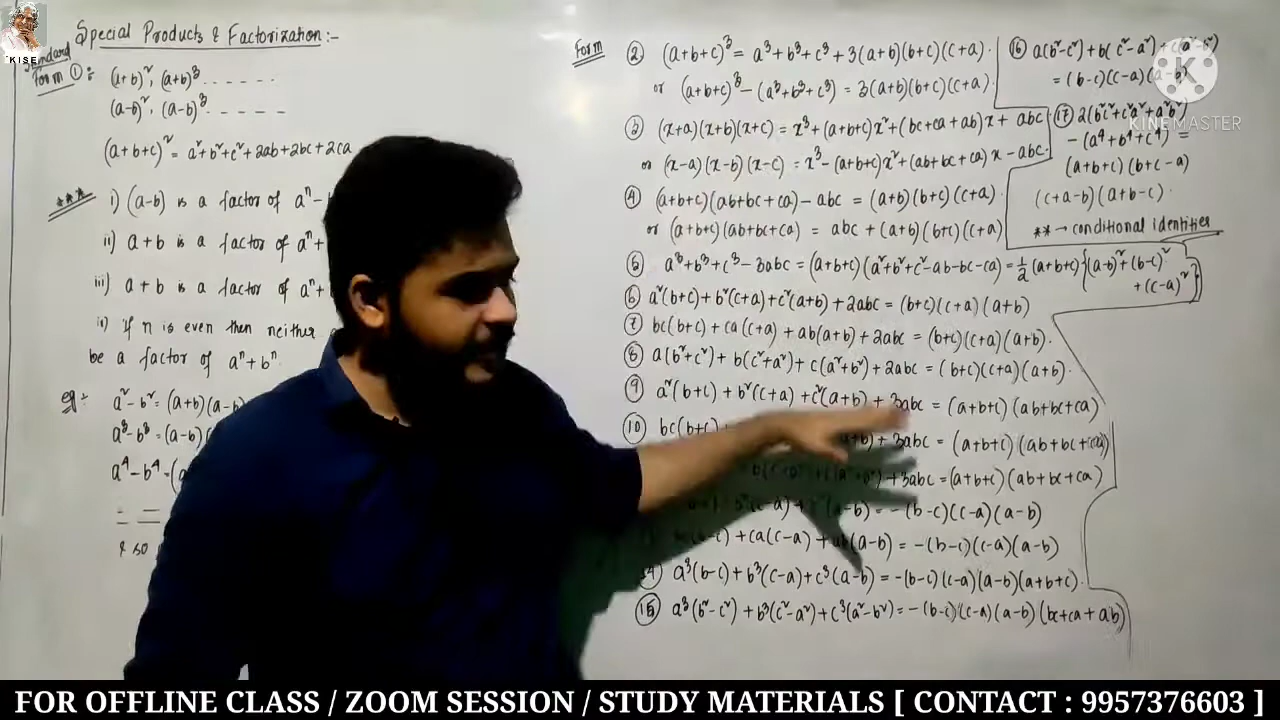 KISE
Special Products & Factorization :-
Standard
Form ① :
(a+b)², (a+b)³ - - - - -
(a-b)², (a-b)³ - - - - -
(a+b+c)² = a²+b²+c²+2ab+2bc+2ca
*** i) (a-b) is a factor of aⁿ-
ii) a+b is a factor of aⁿ+
iii) a+b is a factor of aⁿ+
iv) If n is even then neither
be a factor of aⁿ+bⁿ.
eg: a²-b² = (a+b)(a-b)
a³-b³ = (a-b)
a⁴-b⁴ = (a
& so
Form ② (a+b+c)³ = a³+b³+c³+3(a+b)(b+c)(c+a).
or (a+b+c)³-(a³+b³+c³) = 3(a+b)(b+c)(c+a).
③ (x+a)(x+b)(x+c) = x³+(a+b+c)x²+(bc+ca+ab)x+abc
or (x-a)(x-b)(x-c) = x³-(a+b+c)x²+(ab+bc+ca)x-abc.
④ (a+b+c)(ab+bc+ca)-abc = (a+b)(b+c)(c+a).
or (a+b+c)(ab+bc+ca) = abc+(a+b)(b+c)(c+a)
⑤ a³+b³+c³-3abc = (a+b+c)(a²+b²+c²-ab-bc-ca) = ½(a+b+c){(a-b)²+(b-c)²
+(c-a)²}
⑥ a²(b+c)+b²(c+a)+c²(a+b)+2abc = (b+c)(c+a)(a+b)
⑦ bc(b+c)+ca(c+a)+ab(a+b)+2abc = (b+c)(c+a)(a+b).
⑧ a(b²+c²)+b(c²+a²)+c(a²+b²)+2abc = (b+c)(c+a)(a+b).
⑨ a²(b+c)+b²(c+a)+c²(a+b)+3abc = (a+b+c)(ab+bc+ca)
⑩ bc(b+c) a+b)+3abc = (a+b+c)(ab+bc+ca)
+3abc = (a+b+c)(ab+bc+ca)
(a-b) = -(b-c)(c-a)(a-b)
+ca(c-a)+ab(a-b) = -(b-c)(c-a)(a-b)
⑭ a³(b-c)+b³(c-a)+c³(a-b) = -(b-c)(c-a)(a-b)(a+b+c).
⑮ a³(b²-c²)+b³(c²-a²)+c³(a²-b²) = -(b-c)(c-a)(a-b)(bc+ca+ab)
⑯ a(b²-c²)+b(c²-a²)+
= (b-c)(c-a)(a-b)
⑰ 2(b²c²+c²a²+a²b²)
-(a⁴+b⁴+c⁴) =
(a+b+c)(b+c-a)
(c+a-b)(a+b-c).
** → conditional identities
K
KINEMASTER
FOR OFFLINE CLASS / ZOOM SESSION / STUDY MATERIALS [ CONTACT : 9957376603 ]